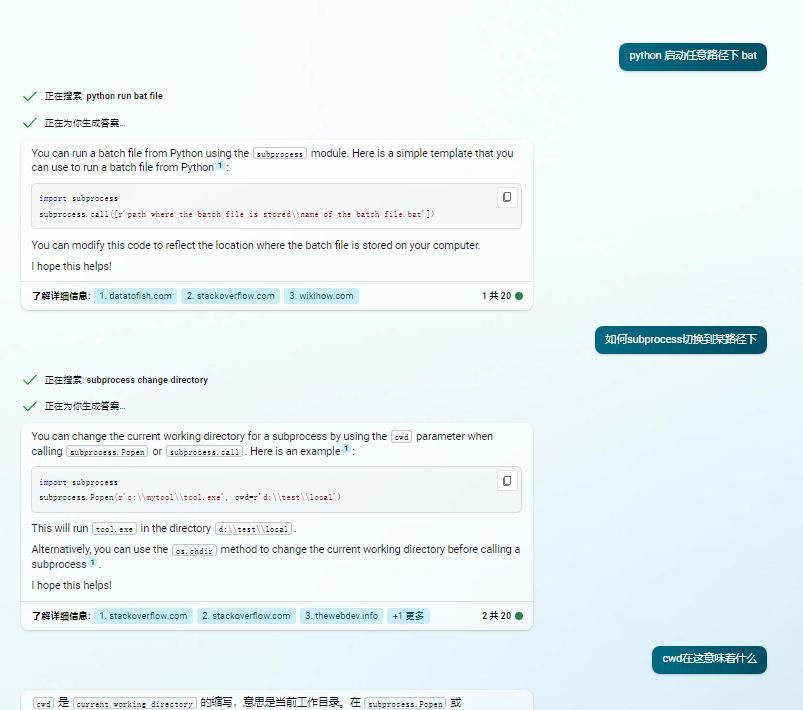 python 启动任意路径下 bat
正在搜索: python run bat file
正在为你生成答案...
You can run a batch file from Python using the subprocess module. Here is a simple template that you
can use to run a batch file from Python 1 :
import subprocess
subprocess.call([r'path where the batch file is stored\\name of the batch file.bat'])
You can modify this code to reflect the location where the batch file is stored on your computer.
I hope this helps!
了解详细信息: 1. datatofish.com 2. stackoverflow.com 3. wikihow.com 1 共 20
如何subprocess切换到某路径下
正在搜索: subprocess change directory
正在为你生成答案...
You can change the current working directory for a subprocess by using the cwd parameter when
calling subprocess.Popen or subprocess.call . Here is an example 1 :
import subprocess
subprocess.Popen(r'c:\\mytool\\tool.exe', cwd=r'd:\\test\\local')
This will run tool.exe in the directory d:\\test\\local .
Alternatively, you can use the os.chdir method to change the current working directory before calling a
subprocess 1 .
I hope this helps!
了解详细信息: 1. stackoverflow.com 2. stackoverflow.com 3. thewebdev.info +1 更多 2 共 20
cwd在这意味着什么
cwd 是 current working directory 的缩写，意思是当前工作目录。在 subprocess.Popen 或